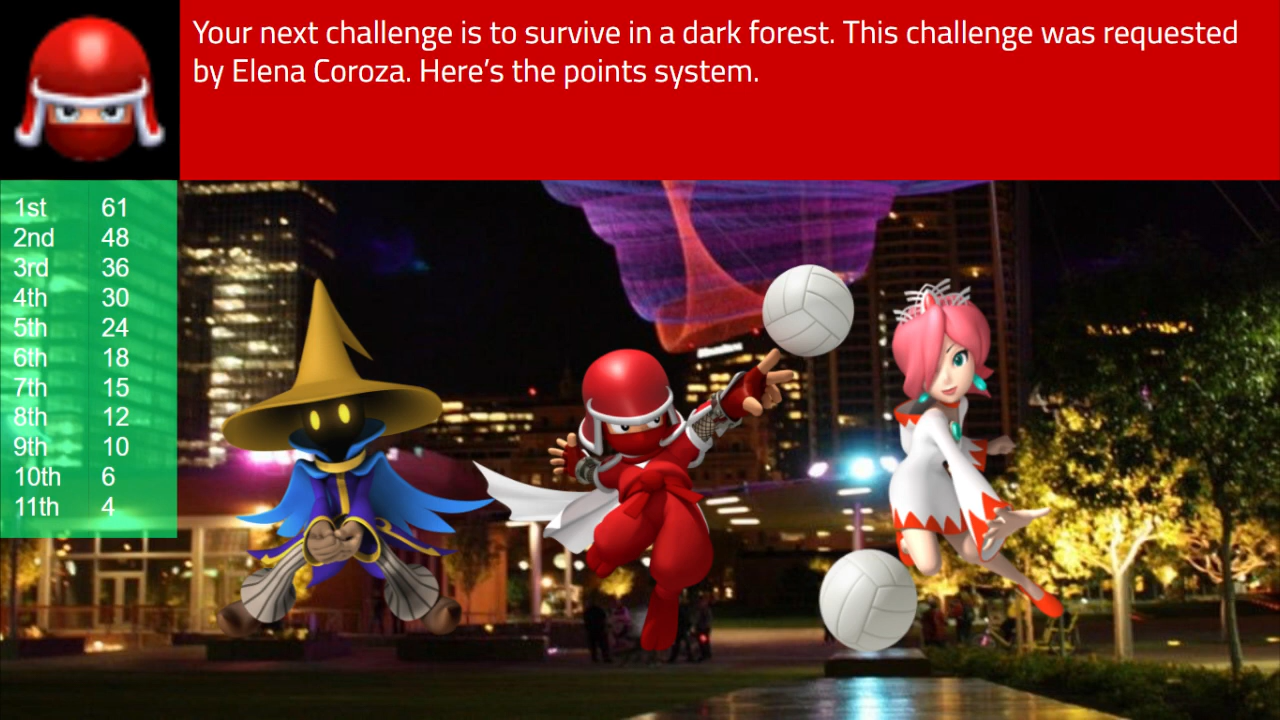 Your next challenge is to survive in a dark forest. This challenge was requested
by Elena Coroza. Here’s the points system.
1st 61
2nd 48
3rd 36
4th 30
5th 24
6th 18
7th 15
8th 12
9th 10
10th 6
11th 4